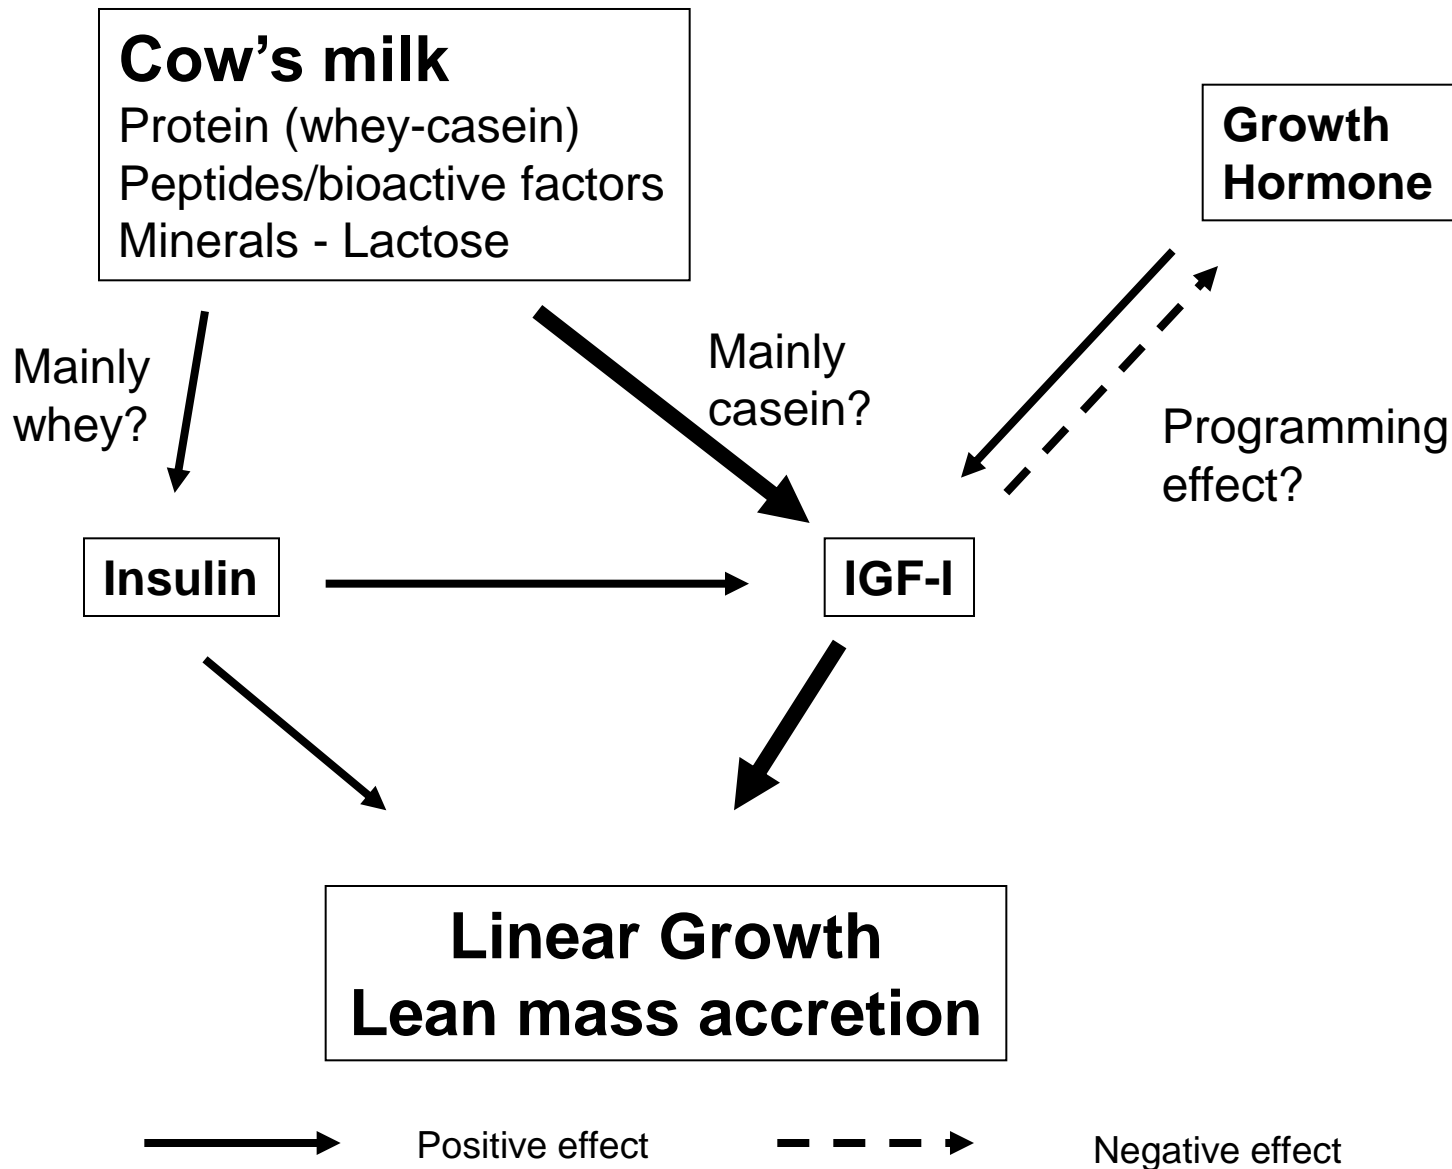 Cow’s milk
Protein (whey-casein)
Peptides/bioactive factors
Minerals - Lactose
Growth
Hormone
Mainly
whey?
Mainly
casein?
Programming
effect?
Insulin
IGF-I
Linear Growth
Lean mass accretion
Positive effect
Negative effect